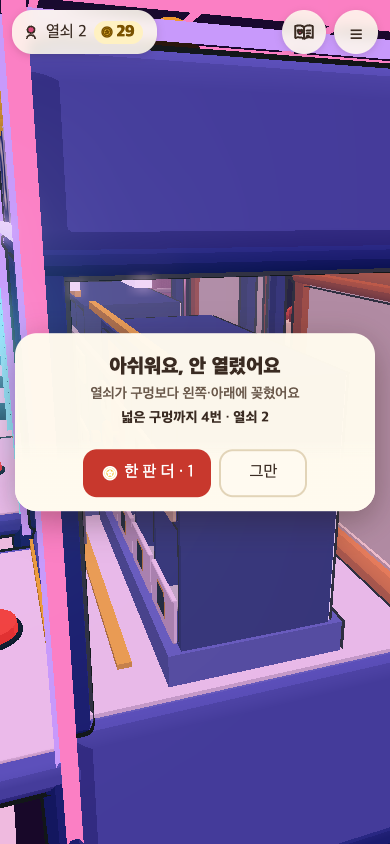 열쇠 2 29
아쉬워요, 안 열렸어요
열쇠가 구멍보다 왼쪽·아래에 꽂혔어요
넓은 구멍까지 4번 · 열쇠 2
한 판 더 · 1
그만